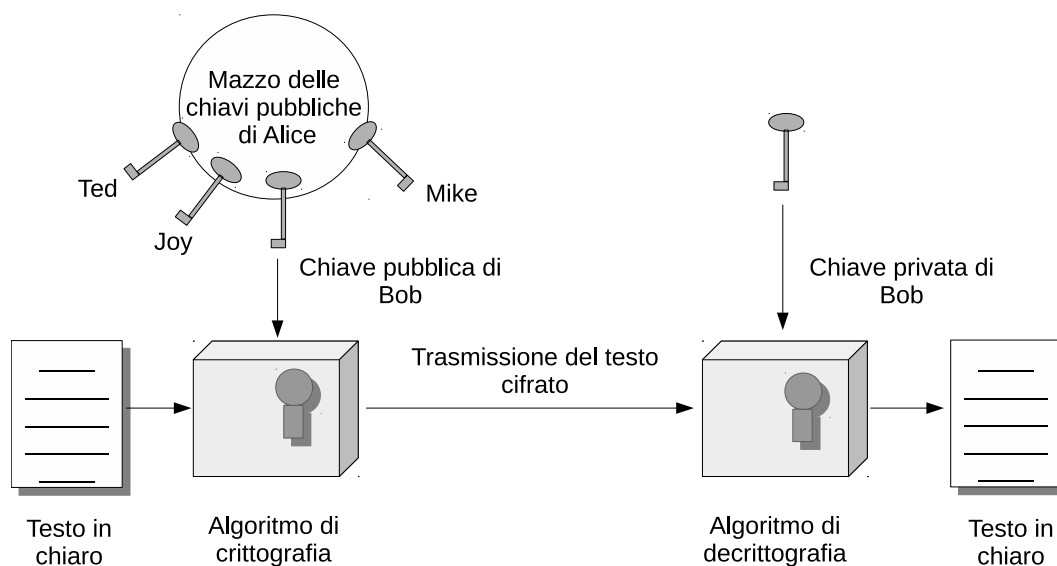 Mazzo delle
chiavi pubbliche
di Alice
Ted
Joy
Mike
Chiave pubblica di
Bob
Chiave privata di
Bob
Trasmissione del testo
cifrato
Testo in
chiaro
Algoritmo di
crittografia
Algoritmo di
decrittografia
Testo in
chiaro